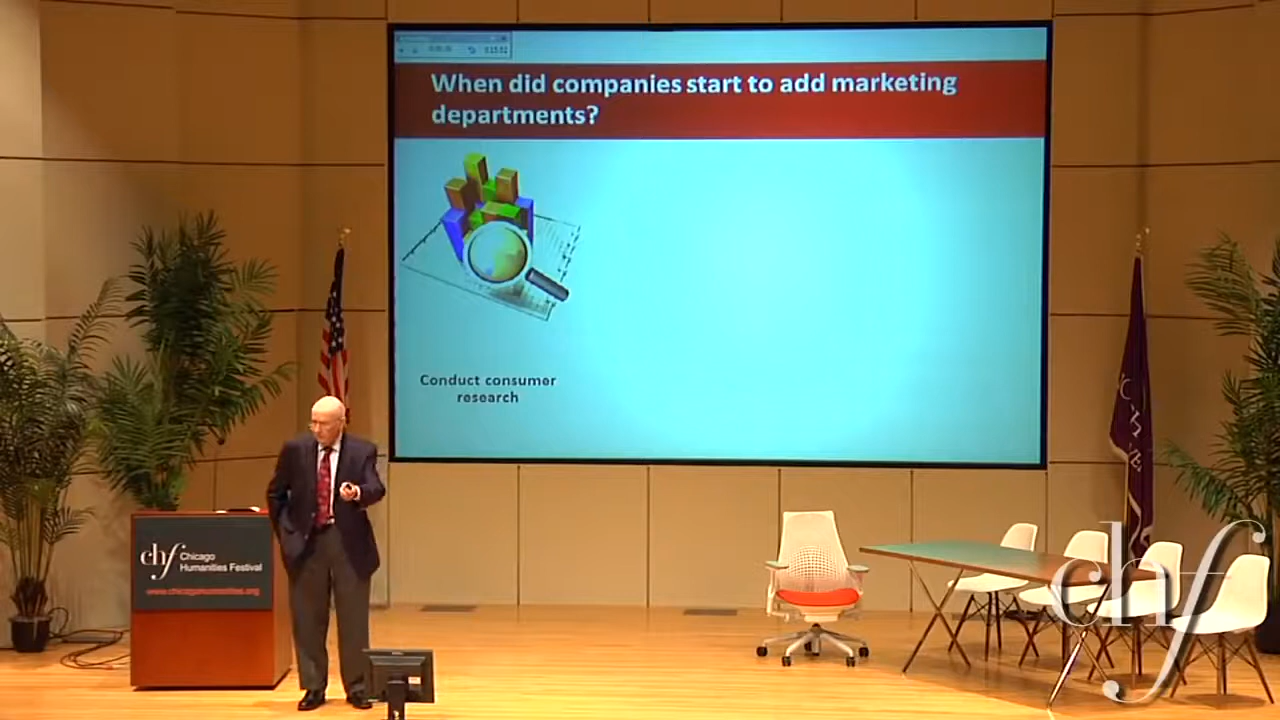 When did companies start to add marketing
departments?
Conduct consumer
research
chf Chicago
Humanities Festival
www.chicagohumanities.org
chf